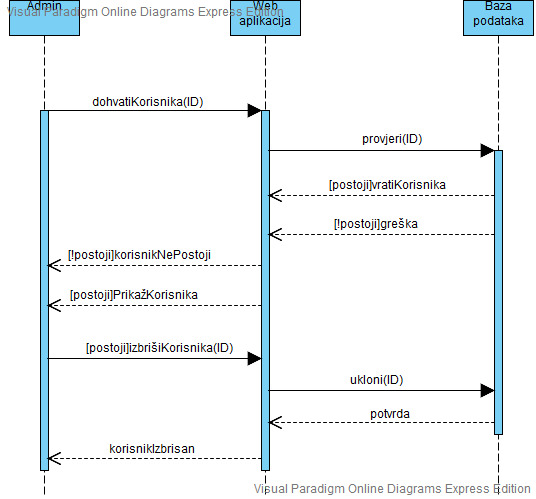 Visual Paradigm Online Diagrams Express Edition
Admin
Web aplikacija
Baza podataka
dohvatiKorisnika(ID)
provjeri(ID)
[postoji]vratiKorisnika
[!postoji]greška
[!postoji]korisnikNePostoji
[postoji]PrikažKorisnika
[postoji]izbrišiKorisnika(ID)
ukloni(ID)
potvrda
korisnikIzbrisan
Visual Paradigm Online Diagrams Express Edition